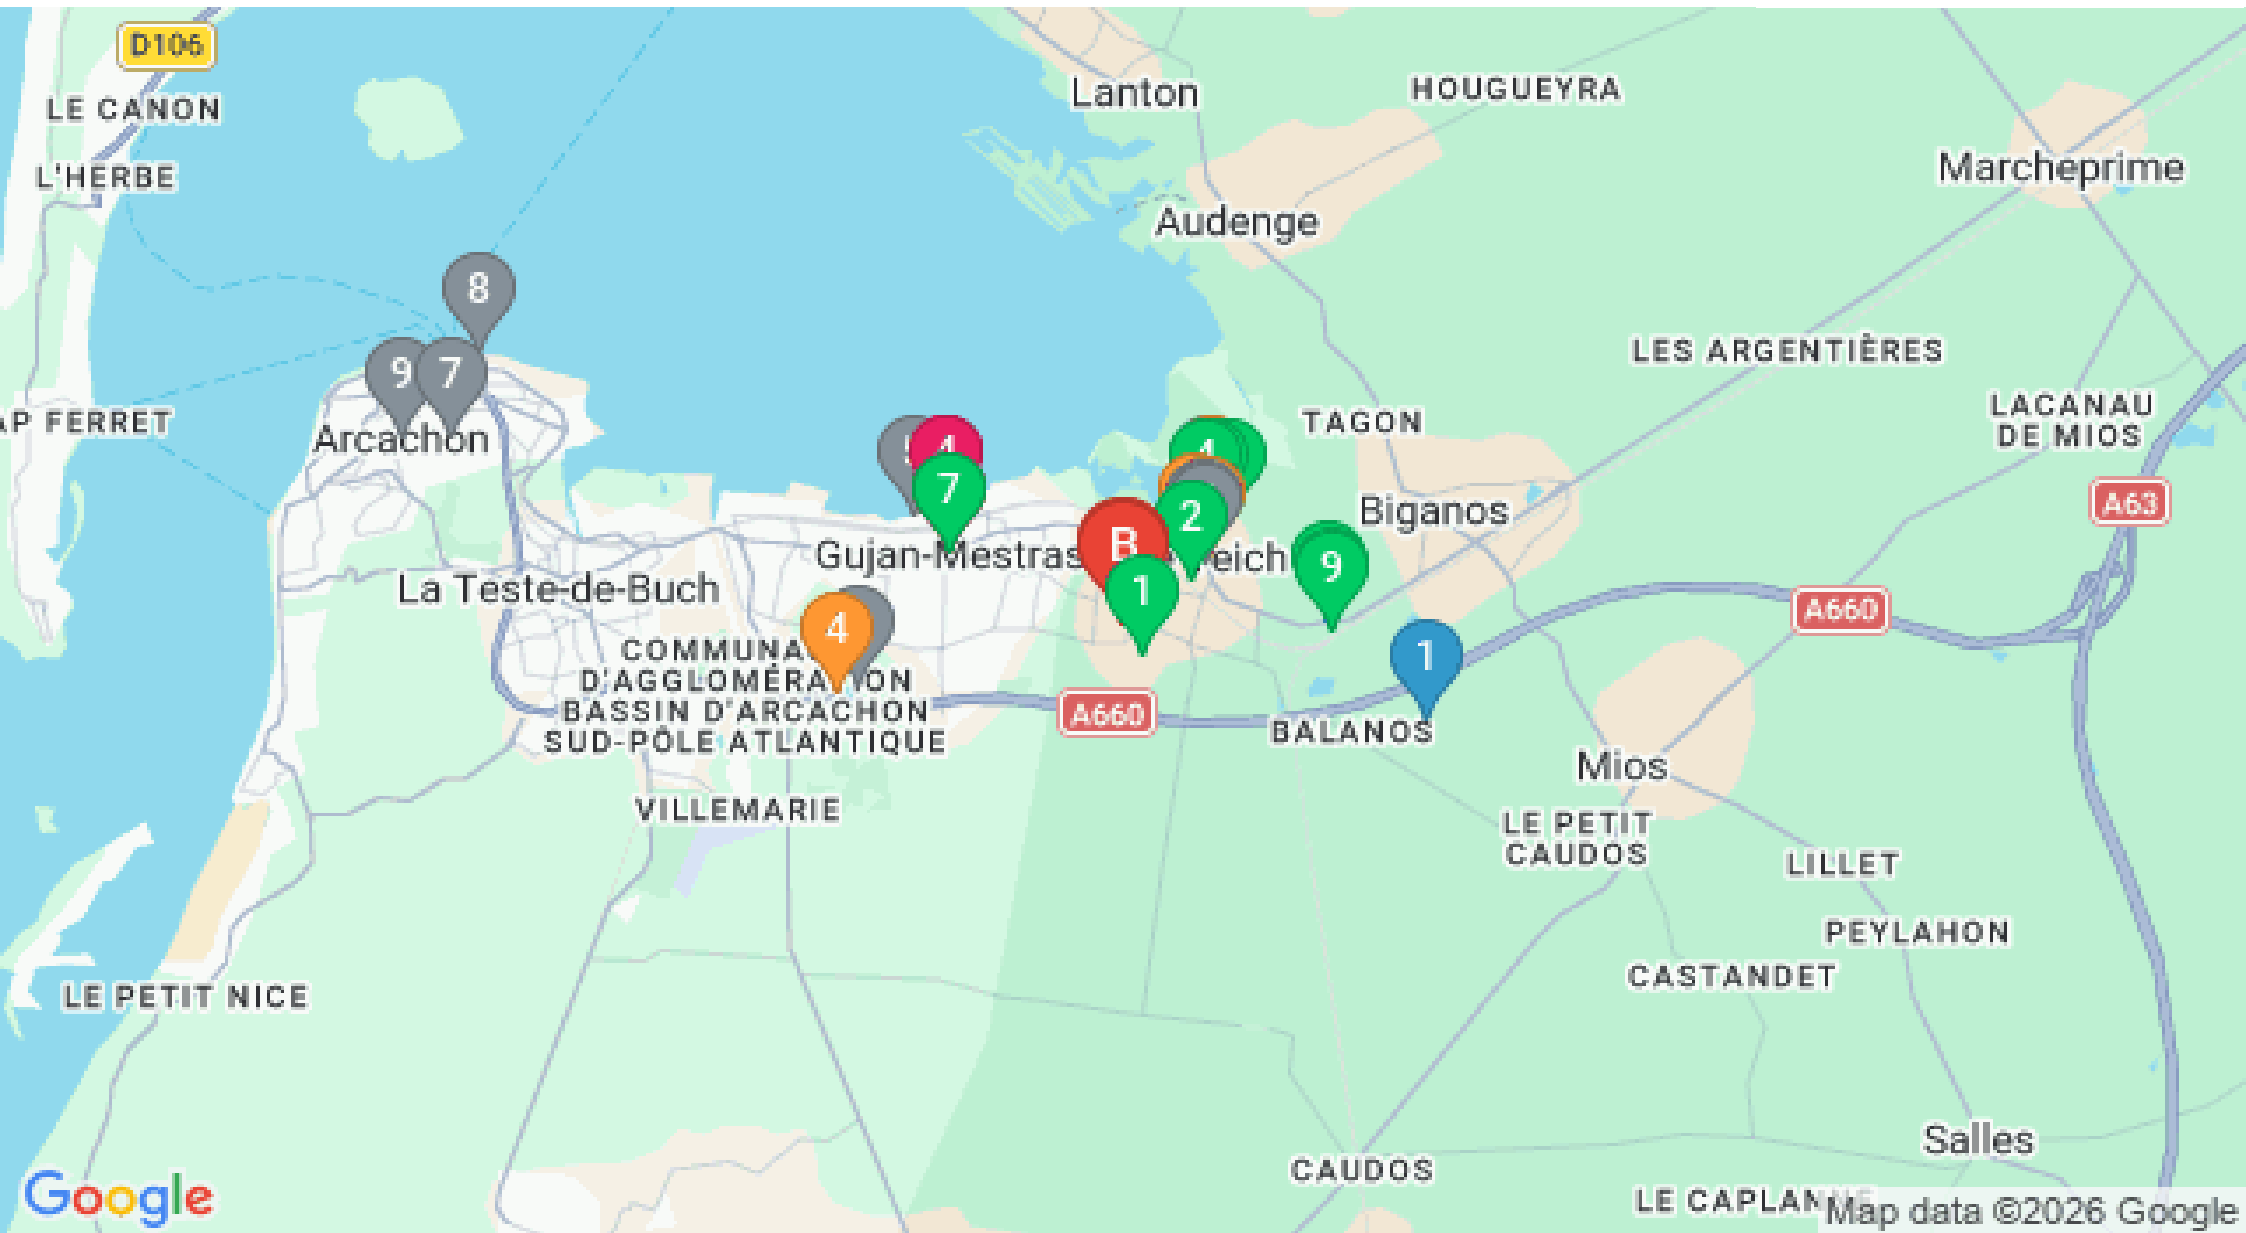 D106
LE CANON
L'HERBE
AP FERRET
Lanton
HOUGUEYRA
Marcheprime
Audenge
8
9
7
Arcachon
LES ARGENTIÈRES
LACANAU
DE MIOS
TAGON
A63
4
7
4
2
B
1
9
Biganos
Gujan-Mestras
La Teste-de-Buch
4
1
A660
A660
D'AGGLOMÉRATION
BASSIN D'ARCACHON
SUD-PÔLE ATLANTIQUE
BALANOS
Mios
VILLEMARIE
LE PETIT
CAUDOS
LILLET
PEYLAHON
CASTANDET
LE PETIT NICE
Salles
CAUDOS
Google
Map data ©2026 Google